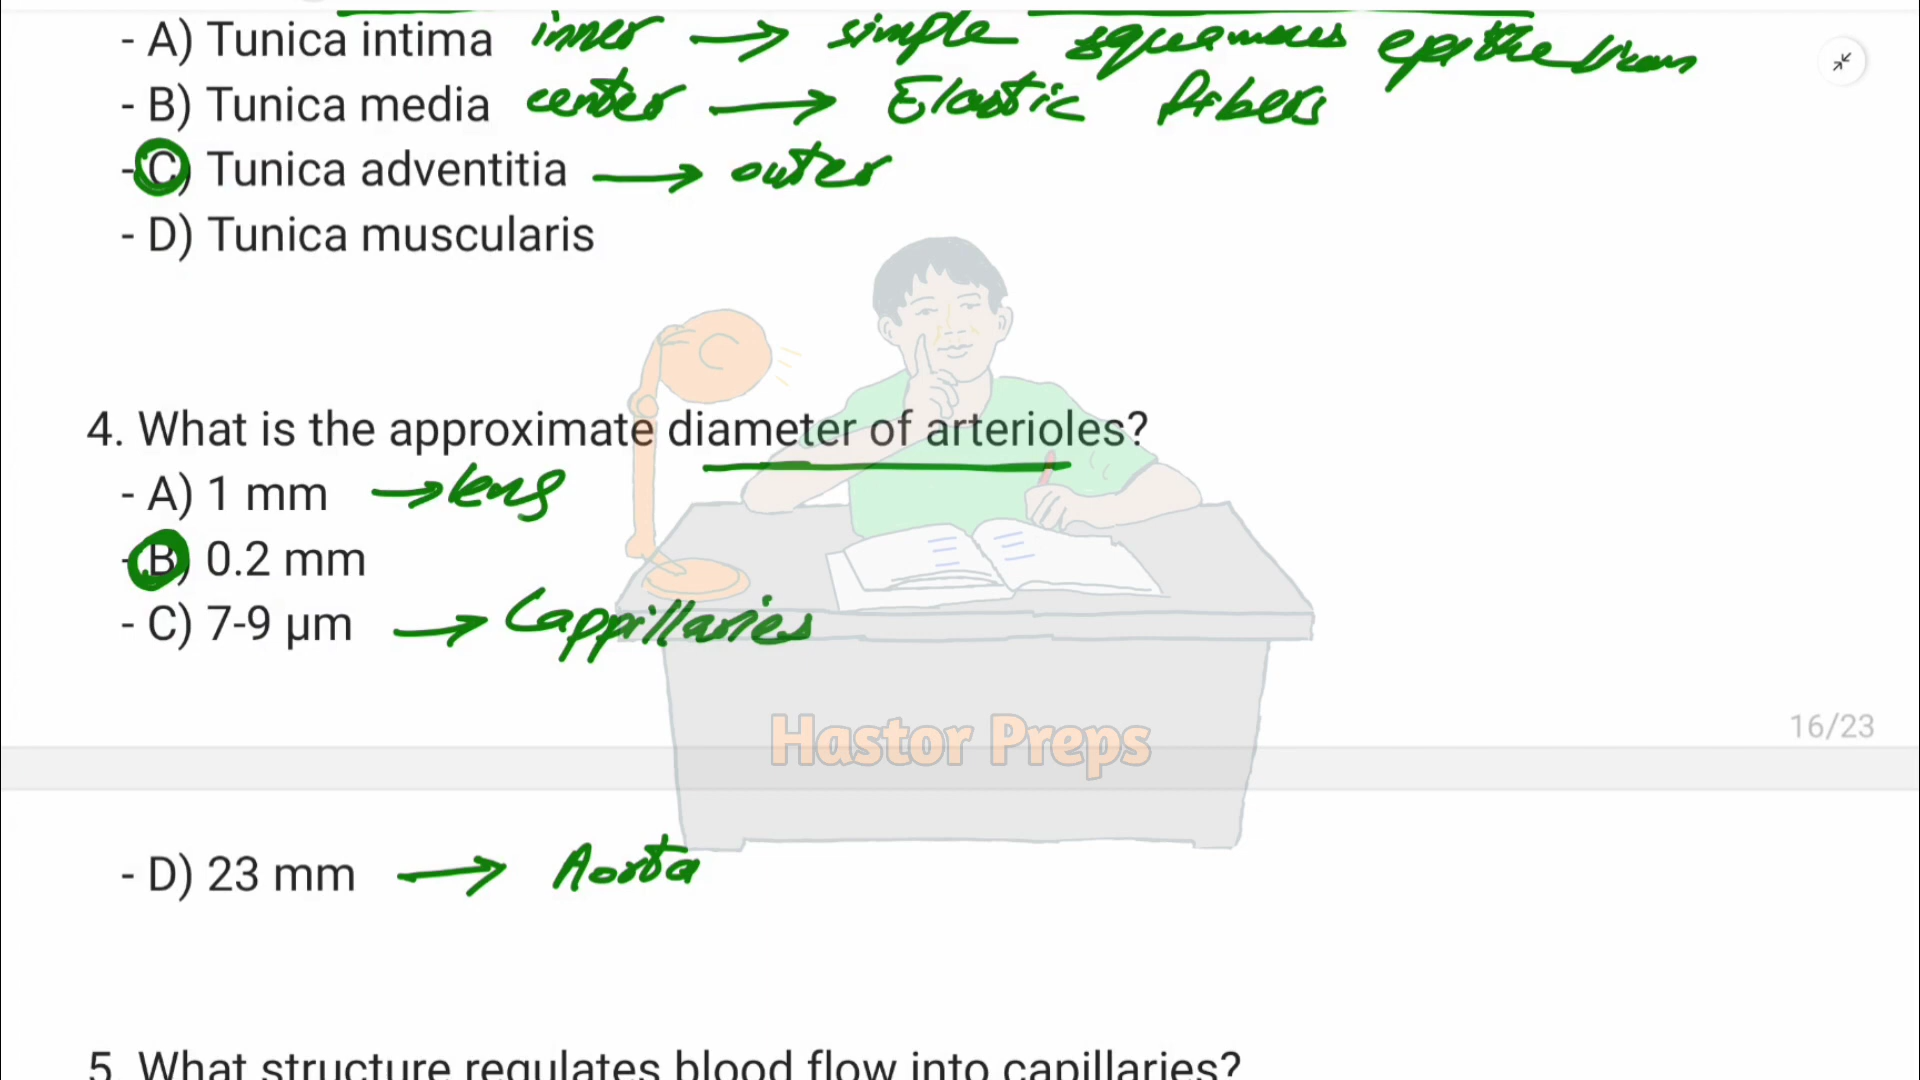 - A) Tunica intima inner → simple squamous epithelium
- B) Tunica media center → Elastic fibers
- C) Tunica adventitia → outer
- D) Tunica muscularis
4. What is the approximate diameter of arterioles?
- A) 1 mm →
- B) 0.2 mm
- C) 7-9 µm → Cappillaries
Hastor Preps
16/23
- D) 23 mm → Aorta
5. What structure regulates blood flow into capillaries?